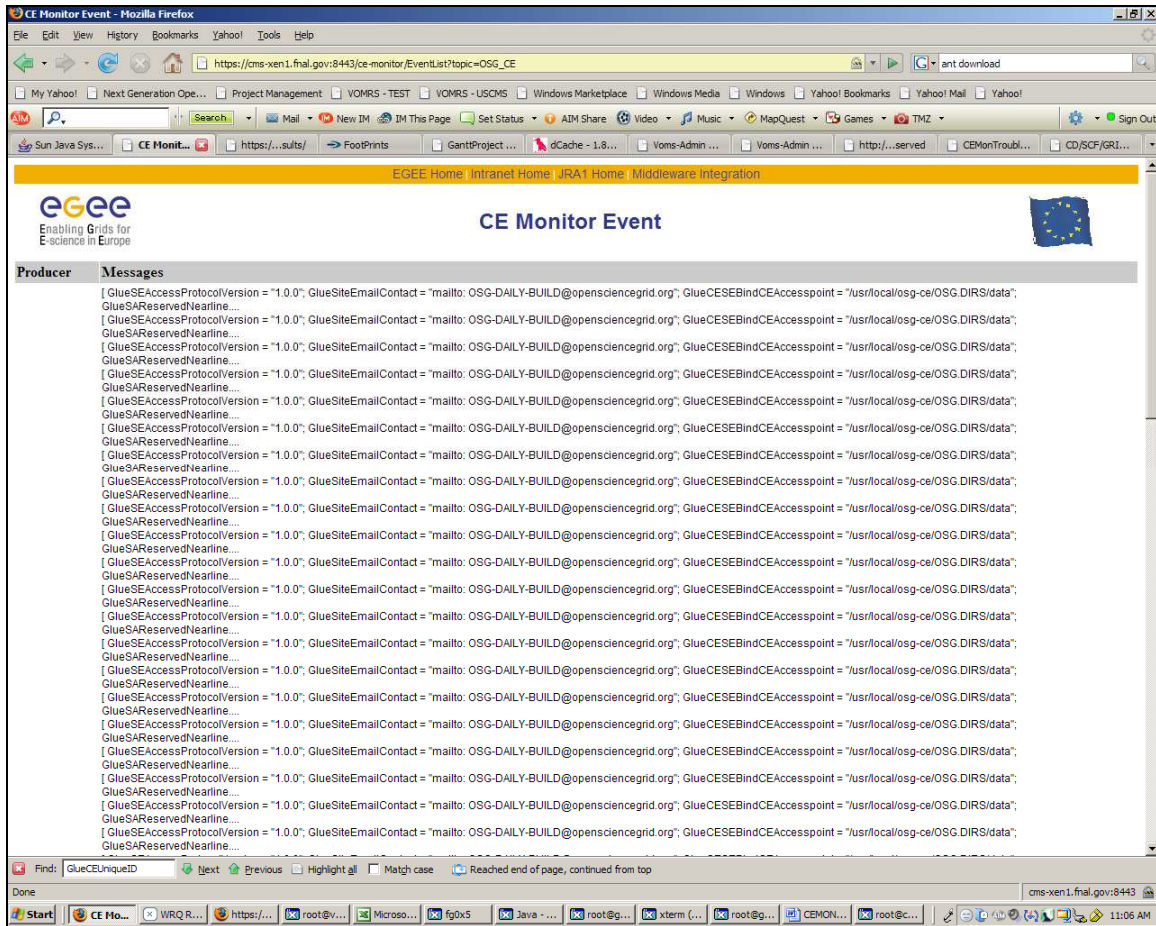 CE Monitor Event - Mozilla Firefox
File Edit View History Bookmarks Yahoo! Tools Help
https://cms-xen1.fnal.gov:8443/ce-monitor/EventList?topic=OSG_CE ant download
My Yahoo! Next Generation Ope... Project Management VOMRS - TEST VOMRS - USCMS Windows Marketplace Windows Media Windows Yahoo! Bookmarks Yahoo! Mail Yahoo!
AIM Search Mail New IM IM This Page Set Status AIM Share Video Music MapQuest Games TMZ Sign Out
Sun Java Sys... CE Monit... https:/...sults/ FootPrints GanttProject ... dCache - 1.8... Voms-Admin ... Voms-Admin ... http:/...served CEMonTroubl... CD/SCF/GRI...
EGEE Home | Intranet Home | JRA1 Home | Middleware Integration
egee
Enabling Grids for
E-science in Europe
CE Monitor Event
Producer Messages
[ GlueSEAccessProtocolVersion = "1.0.0"; GlueSiteEmailContact = "mailto: OSG-DAILY-BUILD@opensciencegrid.org"; GlueCESEBindCEAccesspoint = "/usr/local/osg-ce/OSG.DIRS/data";
GlueSAReservedNearline....
[ GlueSEAccessProtocolVersion = "1.0.0"; GlueSiteEmailContact = "mailto: OSG-DAILY-BUILD@opensciencegrid.org"; GlueCESEBindCEAccesspoint = "/usr/local/osg-ce/OSG.DIRS/data";
GlueSAReservedNearline....
[ GlueSEAccessProtocolVersion = "1.0.0"; GlueSiteEmailContact = "mailto: OSG-DAILY-BUILD@opensciencegrid.org"; GlueCESEBindCEAccesspoint = "/usr/local/osg-ce/OSG.DIRS/data";
GlueSAReservedNearline....
[ GlueSEAccessProtocolVersion = "1.0.0"; GlueSiteEmailContact = "mailto: OSG-DAILY-BUILD@opensciencegrid.org"; GlueCESEBindCEAccesspoint = "/usr/local/osg-ce/OSG.DIRS/data";
GlueSAReservedNearline....
[ GlueSEAccessProtocolVersion = "1.0.0"; GlueSiteEmailContact = "mailto: OSG-DAILY-BUILD@opensciencegrid.org"; GlueCESEBindCEAccesspoint = "/usr/local/osg-ce/OSG.DIRS/data";
GlueSAReservedNearline....
[ GlueSEAccessProtocolVersion = "1.0.0"; GlueSiteEmailContact = "mailto: OSG-DAILY-BUILD@opensciencegrid.org"; GlueCESEBindCEAccesspoint = "/usr/local/osg-ce/OSG.DIRS/data";
GlueSAReservedNearline....
[ GlueSEAccessProtocolVersion = "1.0.0"; GlueSiteEmailContact = "mailto: OSG-DAILY-BUILD@opensciencegrid.org"; GlueCESEBindCEAccesspoint = "/usr/local/osg-ce/OSG.DIRS/data";
GlueSAReservedNearline....
[ GlueSEAccessProtocolVersion = "1.0.0"; GlueSiteEmailContact = "mailto: OSG-DAILY-BUILD@opensciencegrid.org"; GlueCESEBindCEAccesspoint = "/usr/local/osg-ce/OSG.DIRS/data";
GlueSAReservedNearline....
[ GlueSEAccessProtocolVersion = "1.0.0"; GlueSiteEmailContact = "mailto: OSG-DAILY-BUILD@opensciencegrid.org"; GlueCESEBindCEAccesspoint = "/usr/local/osg-ce/OSG.DIRS/data";
GlueSAReservedNearline....
[ GlueSEAccessProtocolVersion = "1.0.0"; GlueSiteEmailContact = "mailto: OSG-DAILY-BUILD@opensciencegrid.org"; GlueCESEBindCEAccesspoint = "/usr/local/osg-ce/OSG.DIRS/data";
GlueSAReservedNearline....
[ GlueSEAccessProtocolVersion = "1.0.0"; GlueSiteEmailContact = "mailto: OSG-DAILY-BUILD@opensciencegrid.org"; GlueCESEBindCEAccesspoint = "/usr/local/osg-ce/OSG.DIRS/data";
GlueSAReservedNearline....
[ GlueSEAccessProtocolVersion = "1.0.0"; GlueSiteEmailContact = "mailto: OSG-DAILY-BUILD@opensciencegrid.org"; GlueCESEBindCEAccesspoint = "/usr/local/osg-ce/OSG.DIRS/data";
GlueSAReservedNearline....
[ GlueSEAccessProtocolVersion = "1.0.0"; GlueSiteEmailContact = "mailto: OSG-DAILY-BUILD@opensciencegrid.org"; GlueCESEBindCEAccesspoint = "/usr/local/osg-ce/OSG.DIRS/data";
GlueSAReservedNearline....
[ GlueSEAccessProtocolVersion = "1.0.0"; GlueSiteEmailContact = "mailto: OSG-DAILY-BUILD@opensciencegrid.org"; GlueCESEBindCEAccesspoint = "/usr/local/osg-ce/OSG.DIRS/data";
GlueSAReservedNearline....
[ GlueSEAccessProtocolVersion = "1.0.0"; GlueSiteEmailContact = "mailto: OSG-DAILY-BUILD@opensciencegrid.org"; GlueCESEBindCEAccesspoint = "/usr/local/osg-ce/OSG.DIRS/data";
GlueSAReservedNearline....
[ GlueSEAccessProtocolVersion = "1.0.0"; GlueSiteEmailContact = "mailto: OSG-DAILY-BUILD@opensciencegrid.org"; GlueCESEBindCEAccesspoint = "/usr/local/osg-ce/OSG.DIRS/data";
GlueSAReservedNearline....
[ GlueSEAccessProtocolVersion = "1.0.0"; GlueSiteEmailContact = "mailto: OSG-DAILY-BUILD@opensciencegrid.org"; GlueCESEBindCEAccesspoint = "/usr/local/osg-ce/OSG.DIRS/data";
GlueSAReservedNearline....
[ GlueSEAccessProtocolVersion = "1.0.0"; GlueSiteEmailContact = "mailto: OSG-DAILY-BUILD@opensciencegrid.org"; GlueCESEBindCEAccesspoint = "/usr/local/osg-ce/OSG.DIRS/data";
GlueSAReservedNearline....
[ GlueSEAccessProtocolVersion = "1.0.0"; GlueSiteEmailContact = "mailto: OSG-DAILY-BUILD@opensciencegrid.org"; GlueCESEBindCEAccesspoint = "/usr/local/osg-ce/OSG.DIRS/data";
GlueSAReservedNearline....
[ GlueSEAccessProtocolVersion = "1.0.0"; GlueSiteEmailContact = "mailto: OSG-DAILY-BUILD@opensciencegrid.org"; GlueCESEBindCEAccesspoint = "/usr/local/osg-ce/OSG.DIRS/data";
GlueSAReservedNearline....
[ GlueSEAccessProtocolVersion = "1.0.0"; GlueSiteEmailContact = "mailto: OSG-DAILY-BUILD@opensciencegrid.org"; GlueCESEBindCEAccesspoint = "/usr/local/osg-ce/OSG.DIRS/data";
GlueSAReservedNearline....
Find: GlueCEUniqueID Next Previous Highlight all Match case Reached end of page, continued from top
Done cms-xen1.fnal.gov:8443
Start CE Mo... WRQ R... https:/... root@v... Microso... fg0x5 Java - ... root@g... xterm (... root@g... CEMON... root@c... 11:06 AM